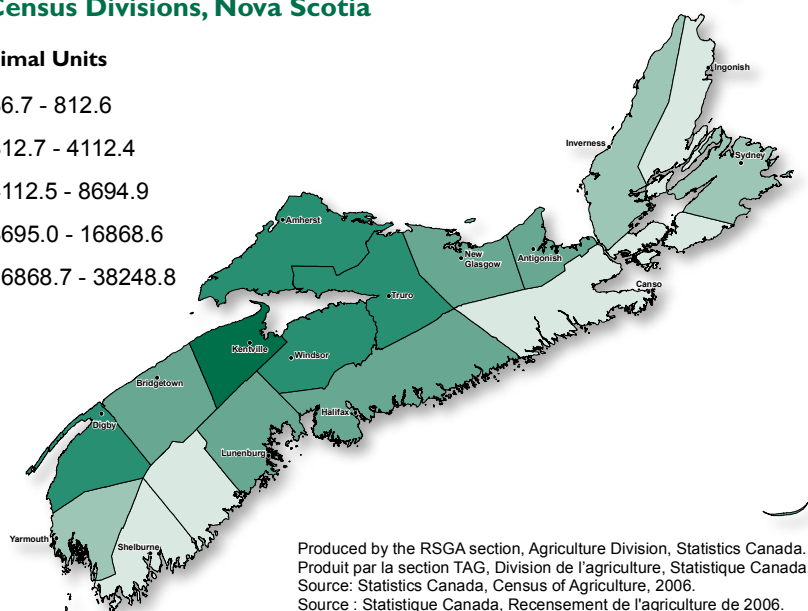 Census Divisions, Nova Scotia
imal Units
6.7 - 812.6
12.7 - 4112.4
112.5 - 8694.9
695.0 - 16868.6
6868.7 - 38248.8
Ingonish
Inverness
Sydney
Amherst
New
Glasgow
Antigonish
Canso
Truro
Kentville
Windsor
Bridgetown
Halifax
Digby
Lunenburg
Yarmouth
Shelburne
Produced by the RSGA section, Agriculture Division, Statistics Canada.
Produit par la section TAG, Division de l'agriculture, Statistique Canada
Source: Statistics Canada, Census of Agriculture, 2006.
Source : Statistique Canada, Recensement de l'agriculture de 2006.